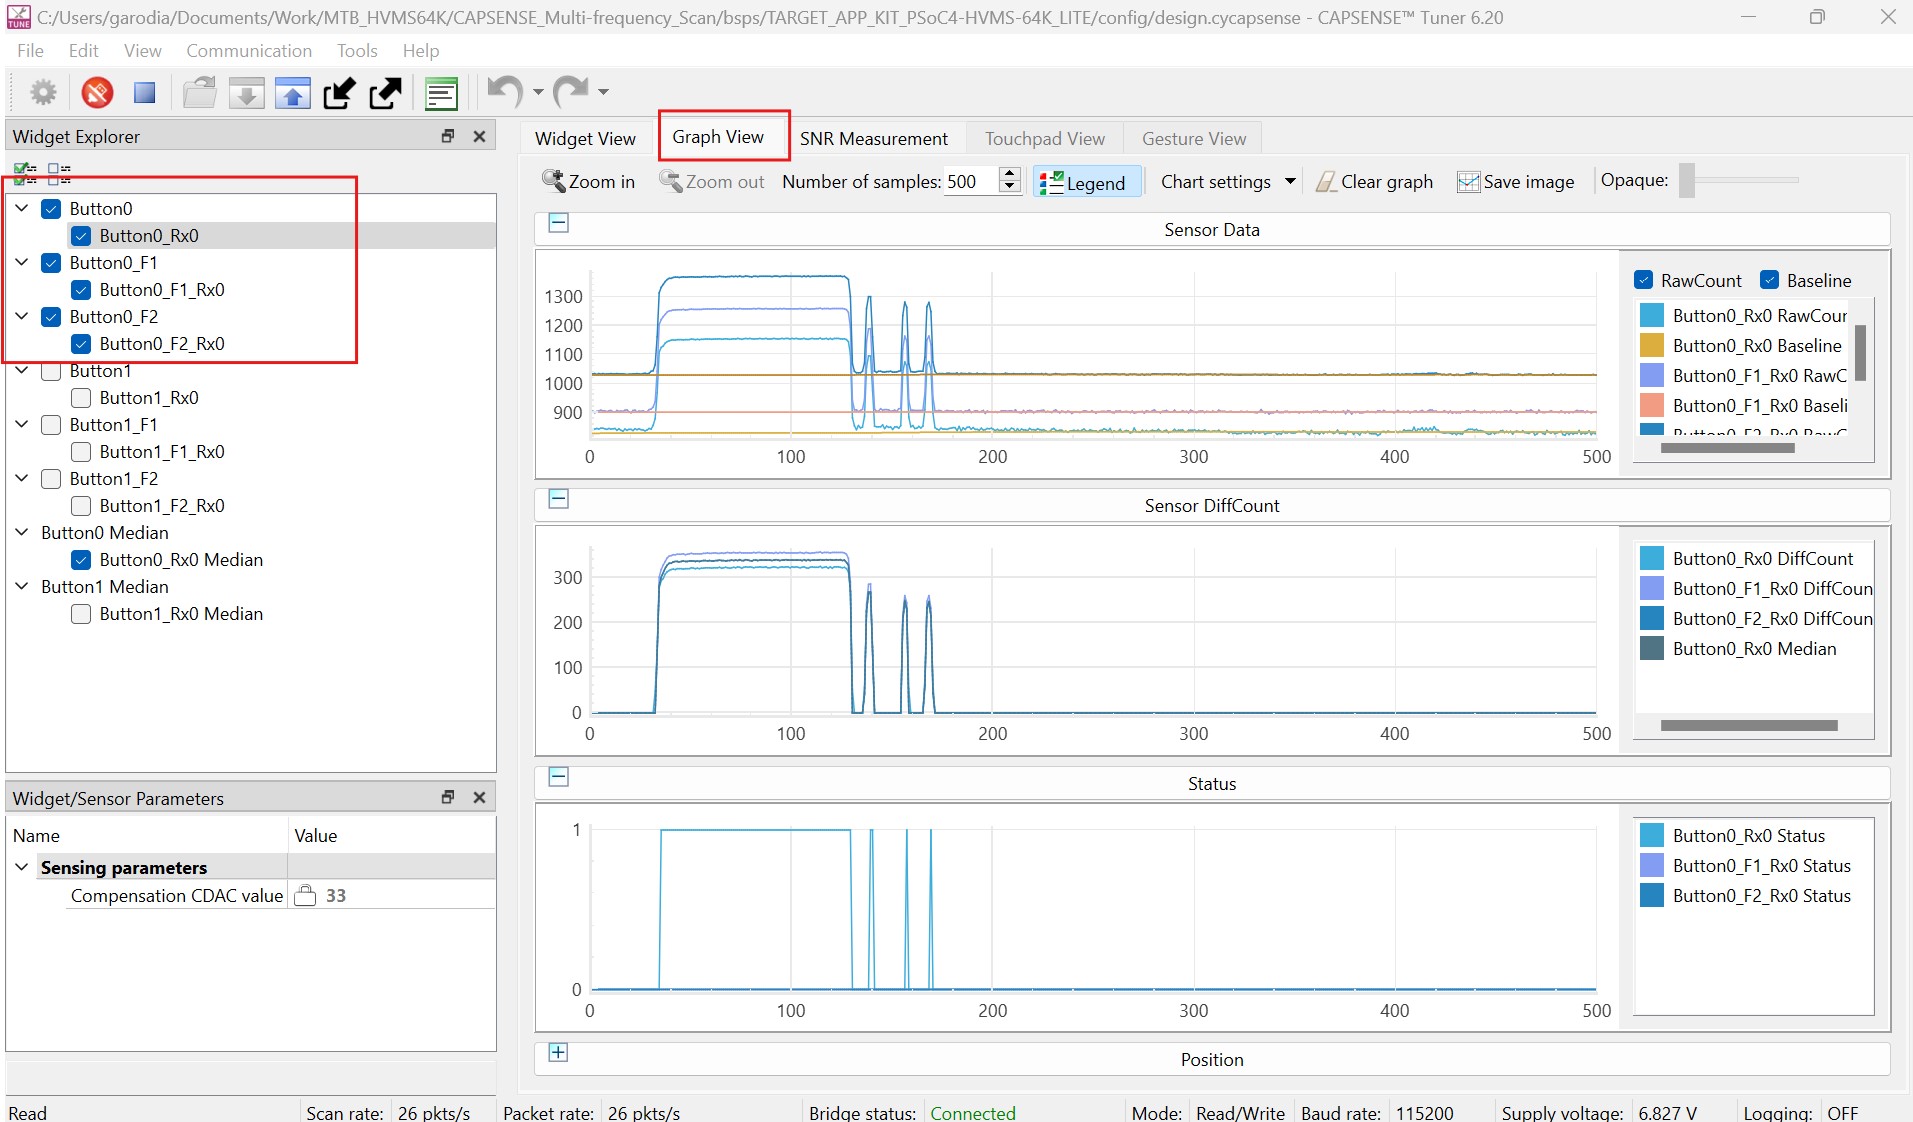 C:/Users/garodia/Documents/Work/MTB_HVMS64K/CAPSENSE_Multi-frequency_Scan/bsps/TARGET_APP_KIT_PSoC4-HVMS-64K_LITE/config/design.cycapsense - CAPSENSE™ Tuner 6.20
File Edit View Communication Tools Help
Widget Explorer
Button0
Button0_Rx0
Button0_F1
Button0_F1_Rx0
Button0_F2
Button0_F2_Rx0
Button1
Button1_Rx0
Button1_F1
Button1_F1_Rx0
Button1_F2
Button1_F2_Rx0
Button0 Median
Button0_Rx0 Median
Button1 Median
Button1_Rx0 Median
Widget/Sensor Parameters
Name Value
Sensing parameters
Compensation CDAC value 33
Widget View Graph View SNR Measurement Touchpad View Gesture View
Zoom in Zoom out Number of samples: 500 Legend Chart settings Clear graph Save image Opaque:
Sensor Data
1300
1200
1100
1000
900
0 100 200 300 400 500
RawCount Baseline
Button0_Rx0 RawCour
Button0_Rx0 Baseline
Button0_F1_Rx0 RawC
Button0_F1_Rx0 Baseli
Button0_F2_Rx0 RawC
Sensor DiffCount
300
200
100
0
0 100 200 300 400 500
Button0_Rx0 DiffCount
Button0_F1_Rx0 DiffCoun
Button0_F2_Rx0 DiffCoun
Button0_Rx0 Median
Status
1
0
0 100 200 300 400 500
Button0_Rx0 Status
Button0_F1_Rx0 Status
Button0_F2_Rx0 Status
Position
Read Scan rate: 26 pkts/s Packet rate: 26 pkts/s Bridge status: Connected Mode: Read/Write Baud rate: 115200 Supply voltage: 6.827 V Logging: OFF